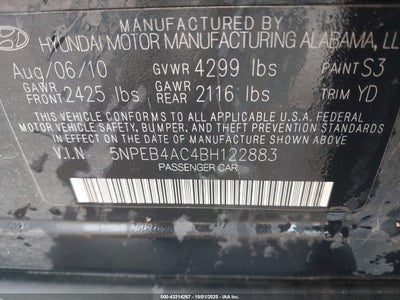 MANUFACTURED BY
HYUNDAI MOTOR MANUFACTURING ALABAMA, LL
Aug/06/10 GVWR 4299 lbs PAINT S3
GAWR FRONT 2425 lbs GAWR REAR 2116 lbs TRIM YD
THIS VEHICLE CONFORMS TO ALL APPLICABLE U.S.A. FEDERAL
MOTOR VEHICLE SAFETY, BUMPER, AND THEFT PREVENTION
STANDARDS IN EFFECT ON THE DATE OF MANUFACTURE SHOWN ABOVE
V.I.N. 5NPEB4AC4BH122883
PASSENGER CAR
000-43314267 10/01/2025 IAA Inc.